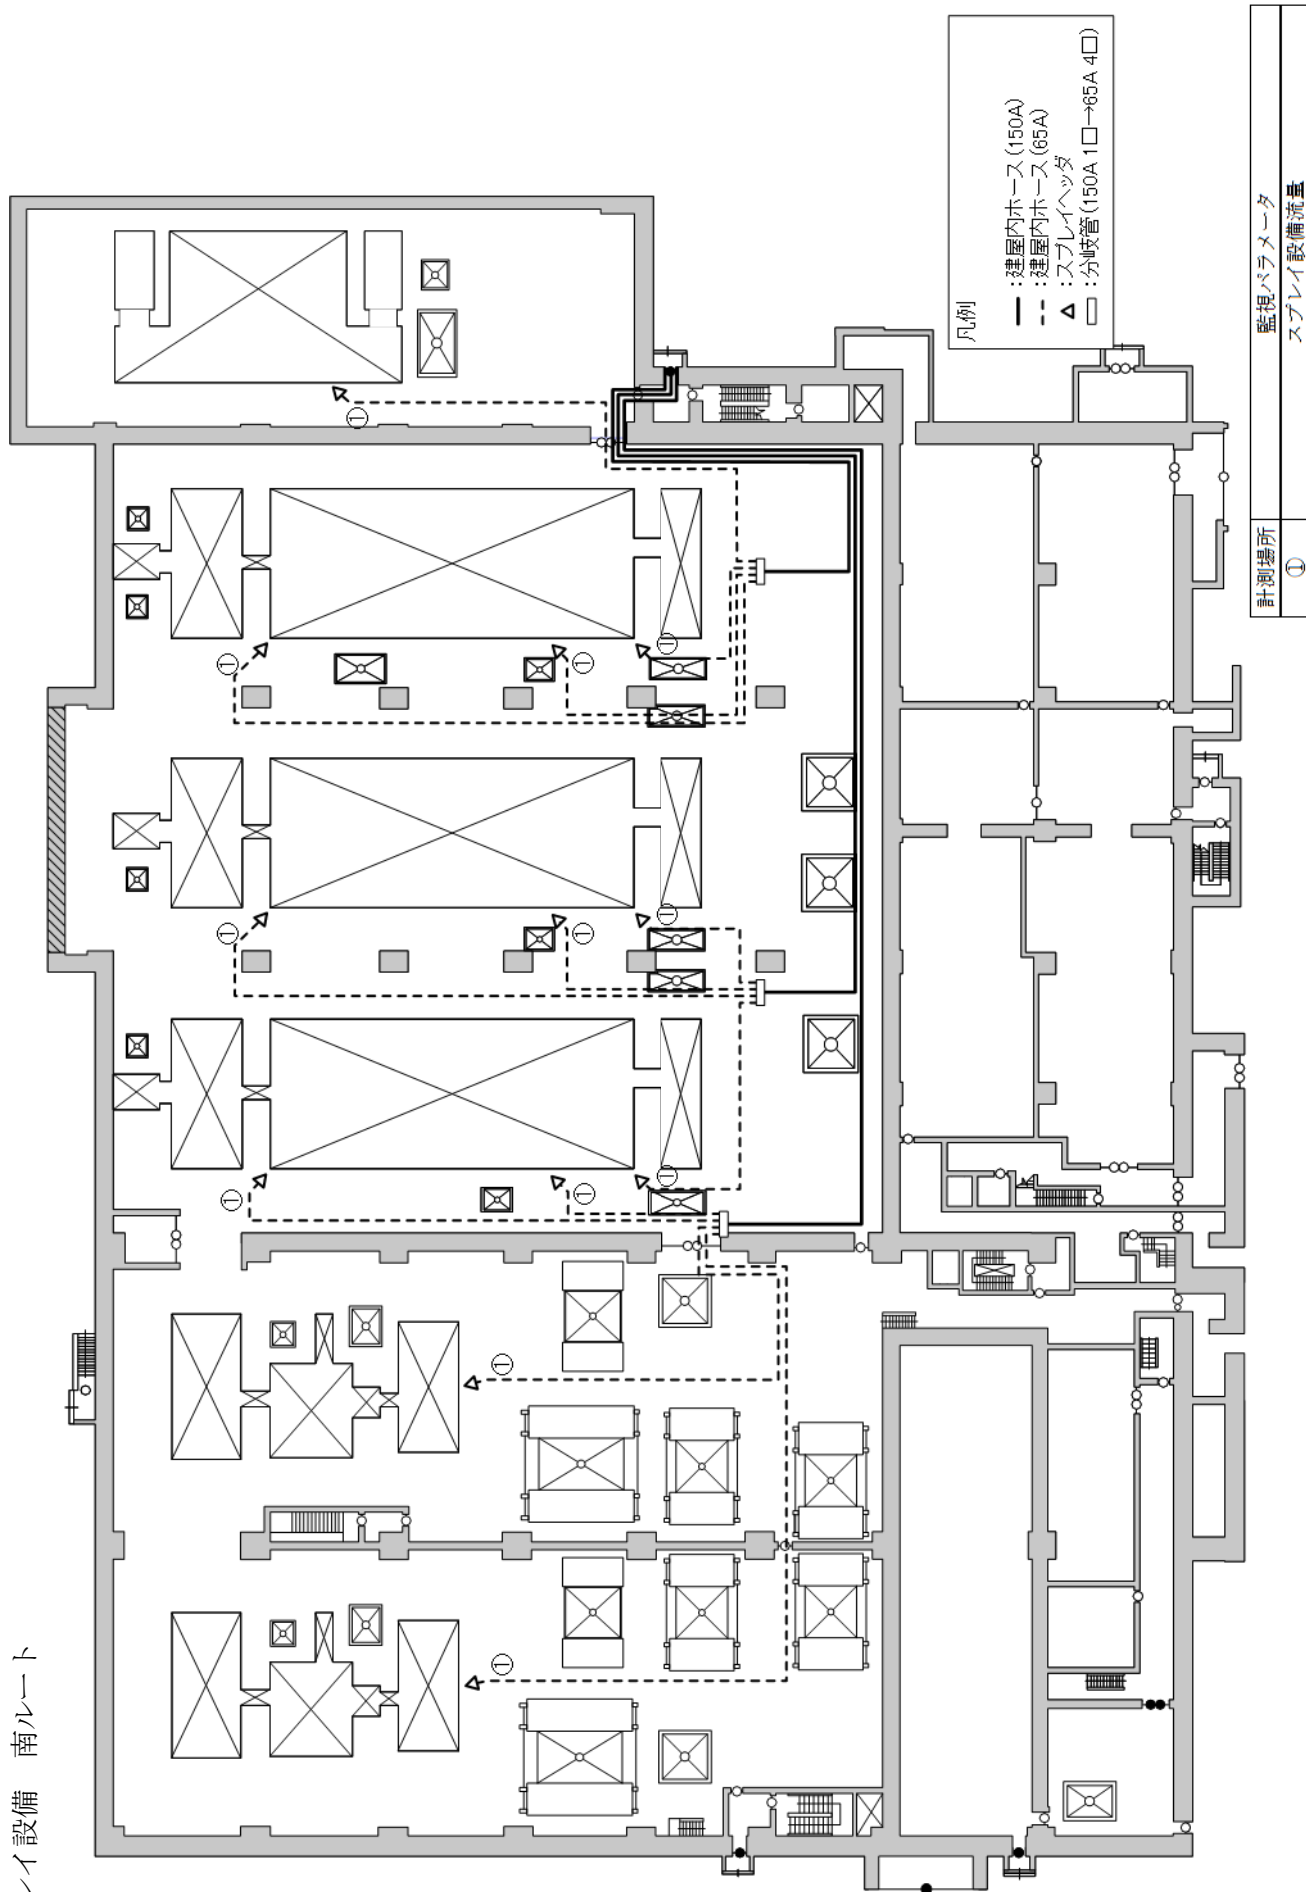 レイ設備　南ルート
①
①
①
①
①
①
①
①
①
①
①
①
凡例
：建屋内ホース(150A)
：建屋内ホース(65A)
：スプレイヘッダ
：分岐管(150A 1口→65A 4口)
計測場所 監視パラメータ
① スプレイ設備流量